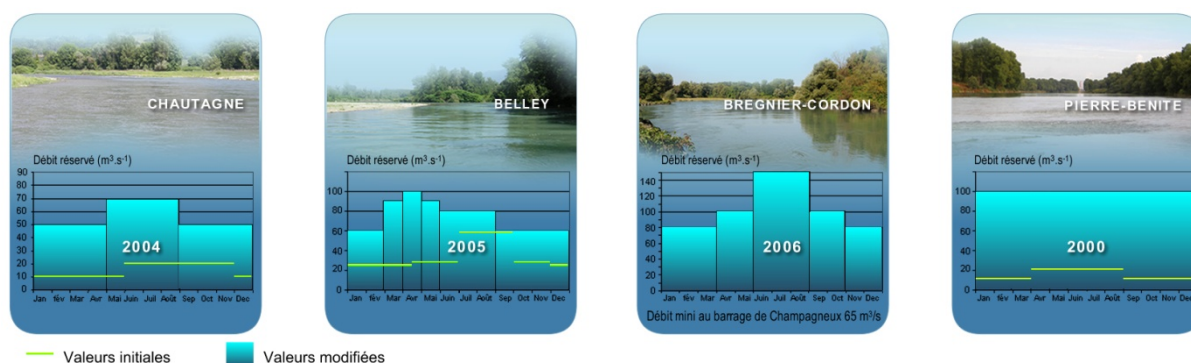 CHAUTAGNE
Débit réservé (m³.s⁻¹)
90
80
70
60
50
40
30
20
10
0
2004
Jan fév Mar Avr Mai Juin Juil Août Sep Oct Nov Dec
BELLEY
Débit réservé (m³.s⁻¹)
100
80
60
40
20
0
2005
Jan fév Mar Avr Mai Juin Juil Août Sep Oct Nov Dec
BREGNIER-CORDON
Débit réservé (m³.s⁻¹)
140
120
100
80
60
40
20
0
2006
Jan fév Mar Avr Mai Juin Juil Août Sep Oct Nov Dec
Débit mini au barrage de Champagneux 65 m³/s
PIERRE-BENITE
Débit réservé (m³.s⁻¹)
100
80
60
40
20
0
2000
Jan fév Mar Avr Mai Juin Juil Août Sep Oct Nov Dec
Valeurs initiales
Valeurs modifiées